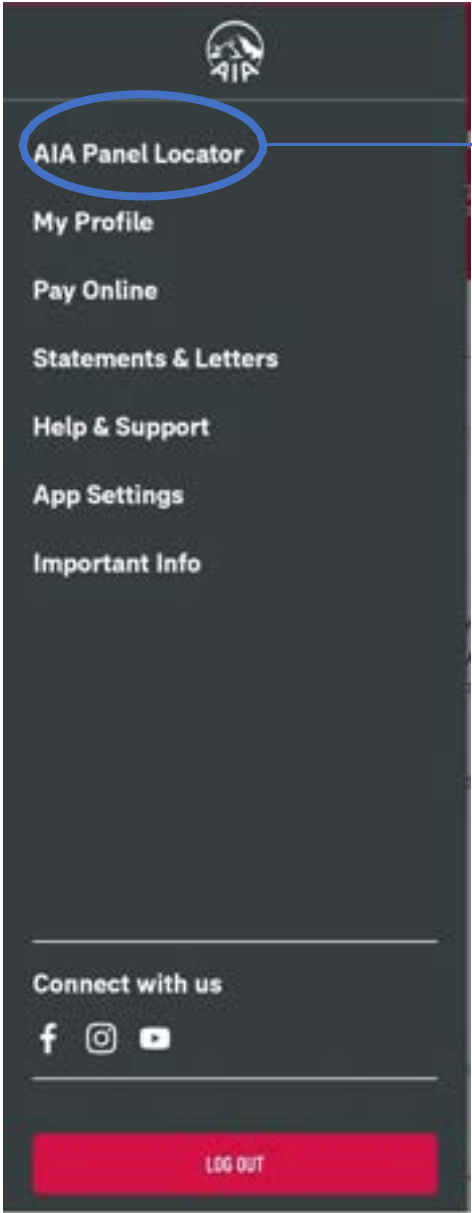 AIA
AIA Panel Locator
My Profile
Pay Online
Statements & Letters
Help & Support
App Settings
Important Info
Connect with us
LOG OUT